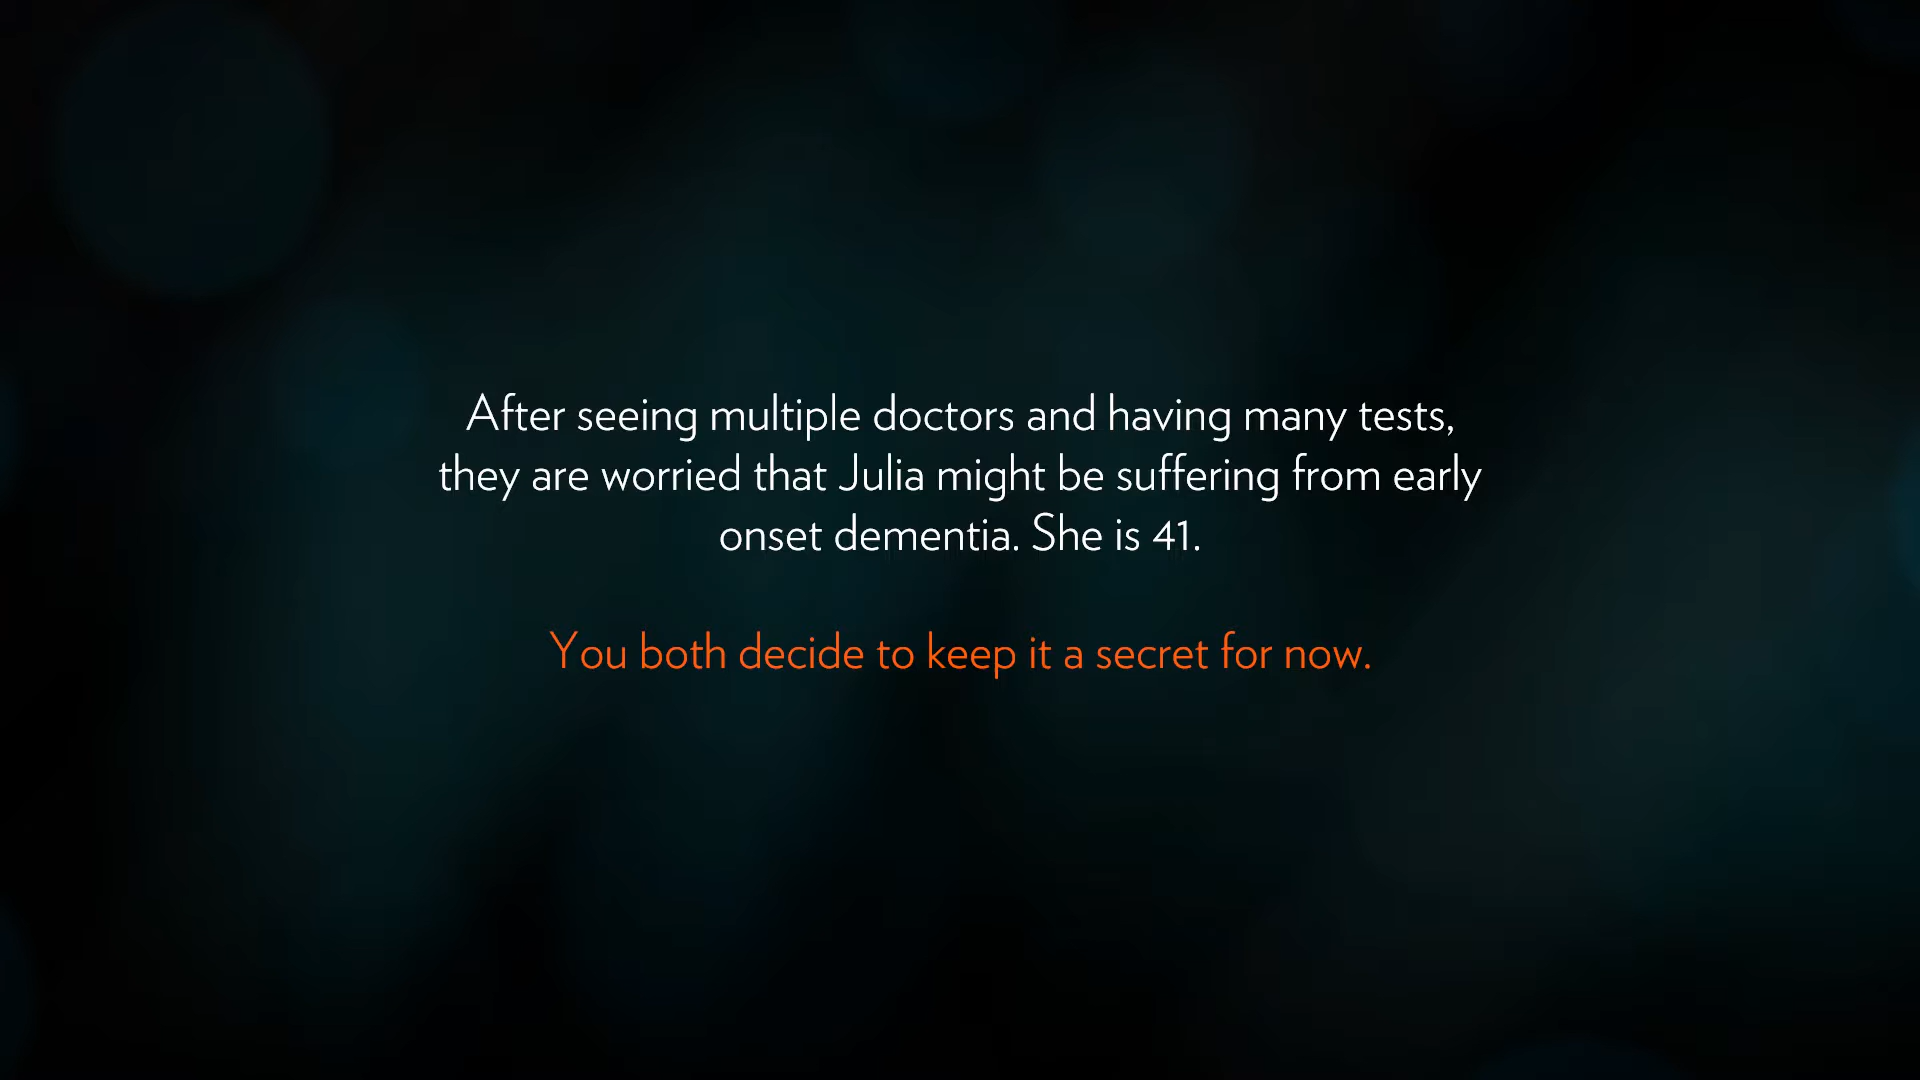 After seeing multiple doctors and having many tests,
they are worried that Julia might be suffering from early
onset dementia. She is 41.
You both decide to keep it a secret for now.